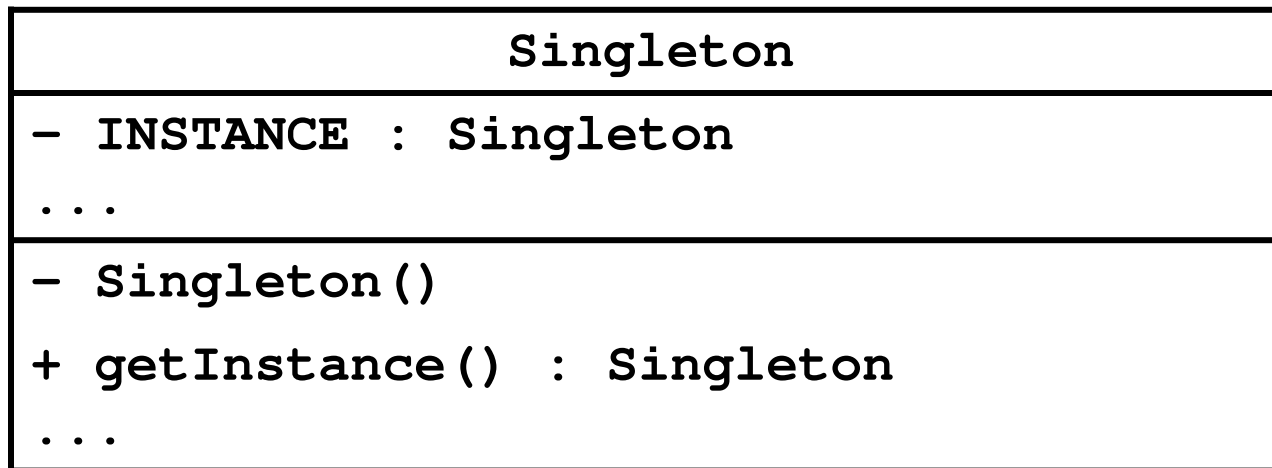 Singleton
- INSTANCE : Singleton
...
- Singleton()
+ getInstance() : Singleton
...